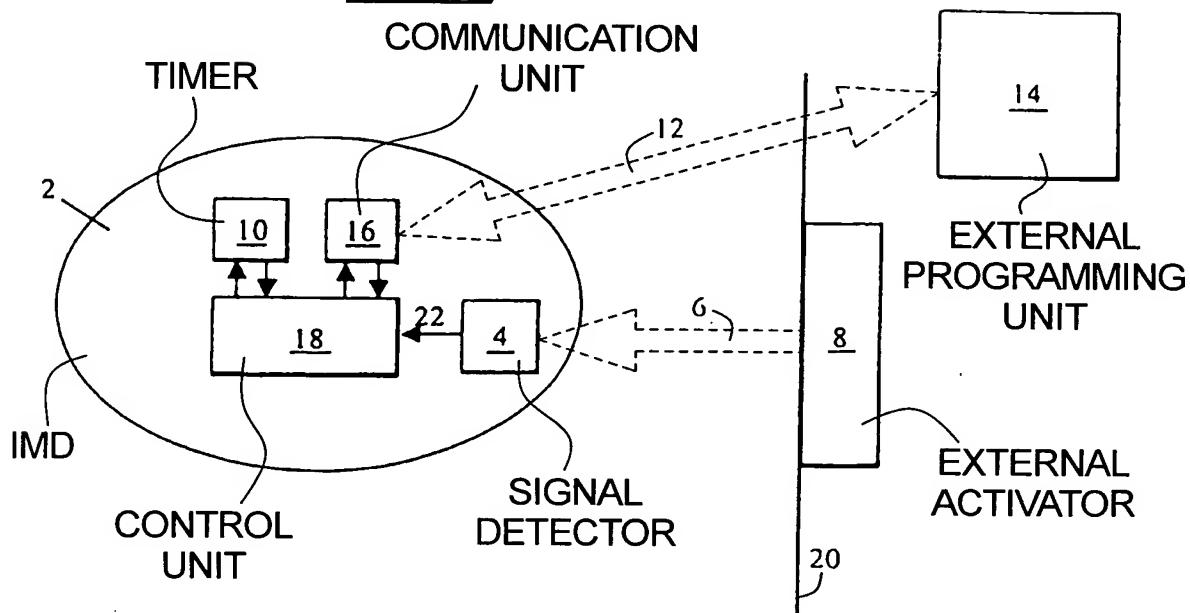 COMMUNICATION
UNIT
TIMER
14
12
2
10
16
EXTERNAL
PROGRAMMING
UNIT
22
6
18
4
8
IMD
CONTROL
UNIT
SIGNAL
DETECTOR
EXTERNAL
ACTIVATOR
20